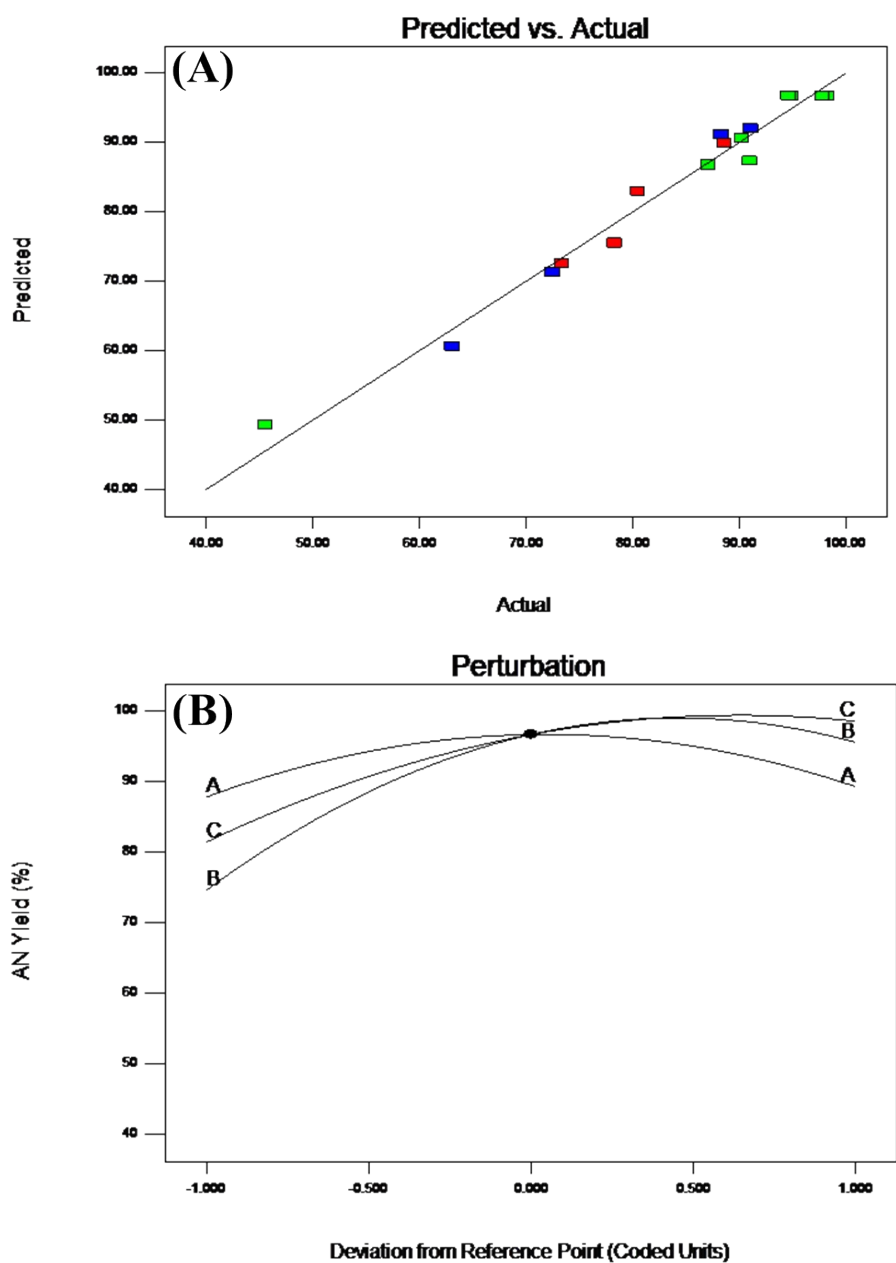 Predicted vs. Actual
(A)
100.00
90.00
80.00
70.00
60.00
50.00
40.00
Predicted
40.00 50.00 60.00 70.00 80.00 90.00 100.00
Actual
Perturbation
(B)
100
90
80
70
60
50
40
AN Yield (%)
C
B
A
A
C
B
-1.000 -0.500 0.000 0.500 1.000
Deviation from Reference Point (Coded Units)